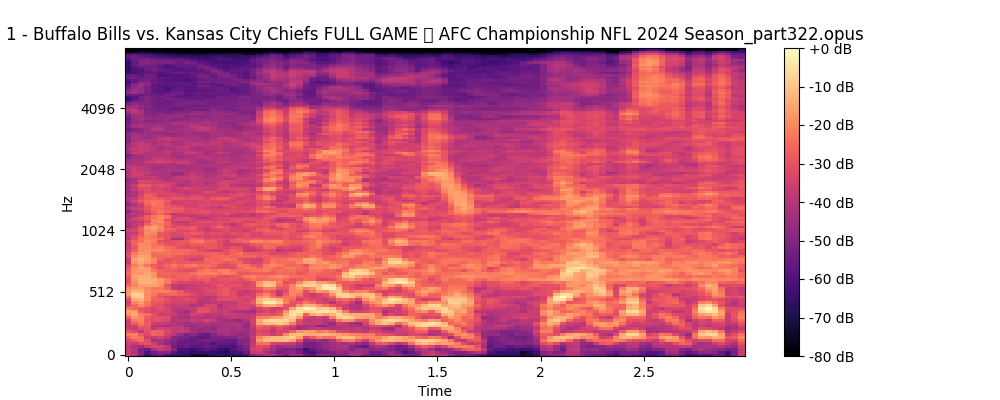 1 - Buffalo Bills vs. Kansas City Chiefs FULL GAME ▯ AFC Championship NFL 2024 Season_part322.opus
+0 dB
4096
-10 dB
-20 dB
2048
-30 dB
Hz
-40 dB
1024
-50 dB
512
-60 dB
-70 dB
0
-80 dB
0 0.5 1 1.5 2 2.5
Time